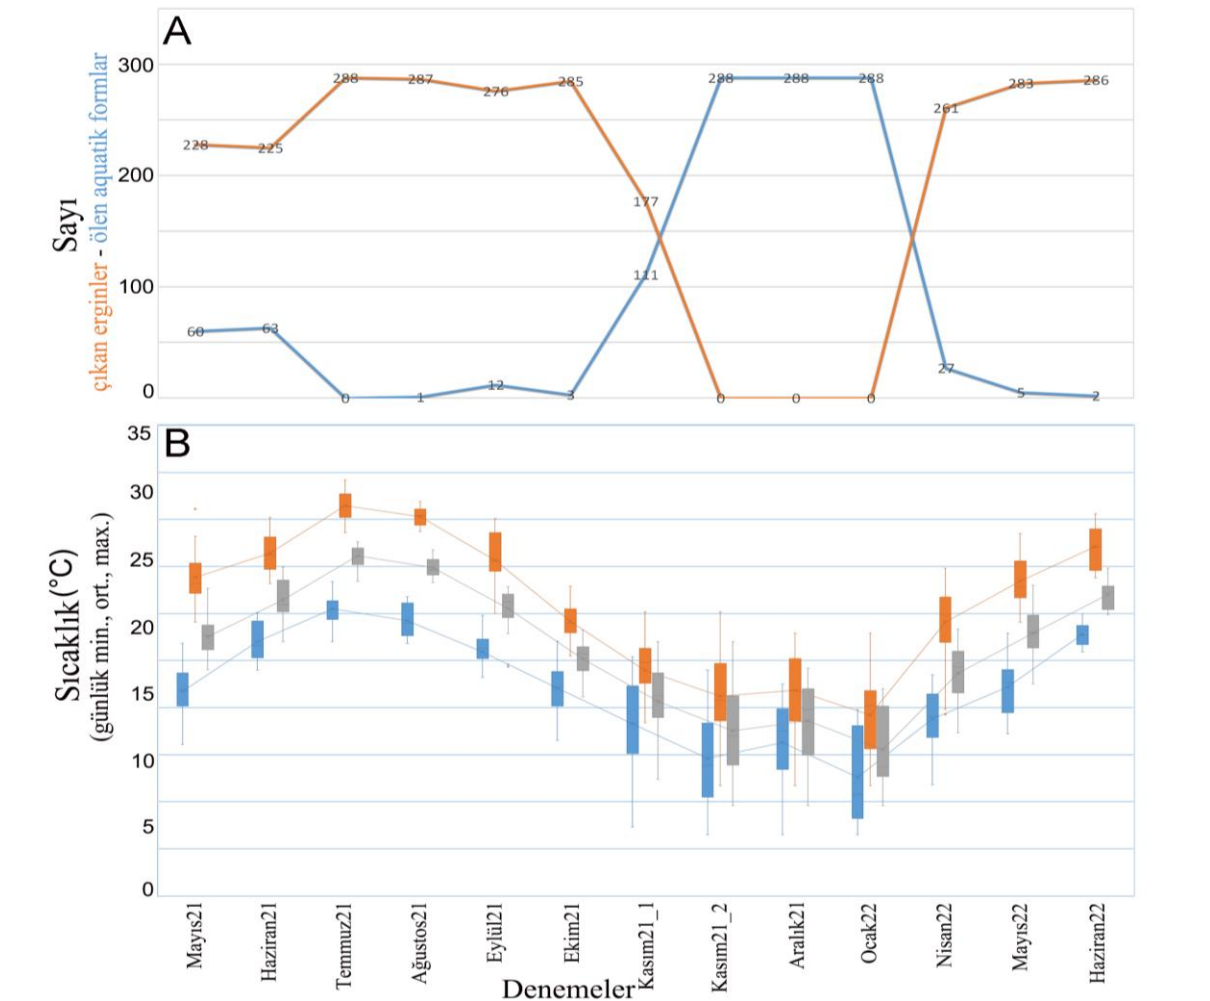 A
300
200
100
0
Sayı
çıkan erginler - ölen aquatik formlar
228 225 288 287 276 285 177 0 0 0 261 283 286
60 63 0 1 12 3 111 288 288 288 27 5 2
B
35
30
25
20
15
10
5
0
Sıcaklık (°C)
(günlük min., ort., max.)
Mayıs21 Haziran21 Temmuz21 Ağustos21 Eylül21 Ekim21 Kasım21_1 Kasım21_2 Aralık21 Ocak22 Nisan22 Mayıs22 Haziran22
Denemeler